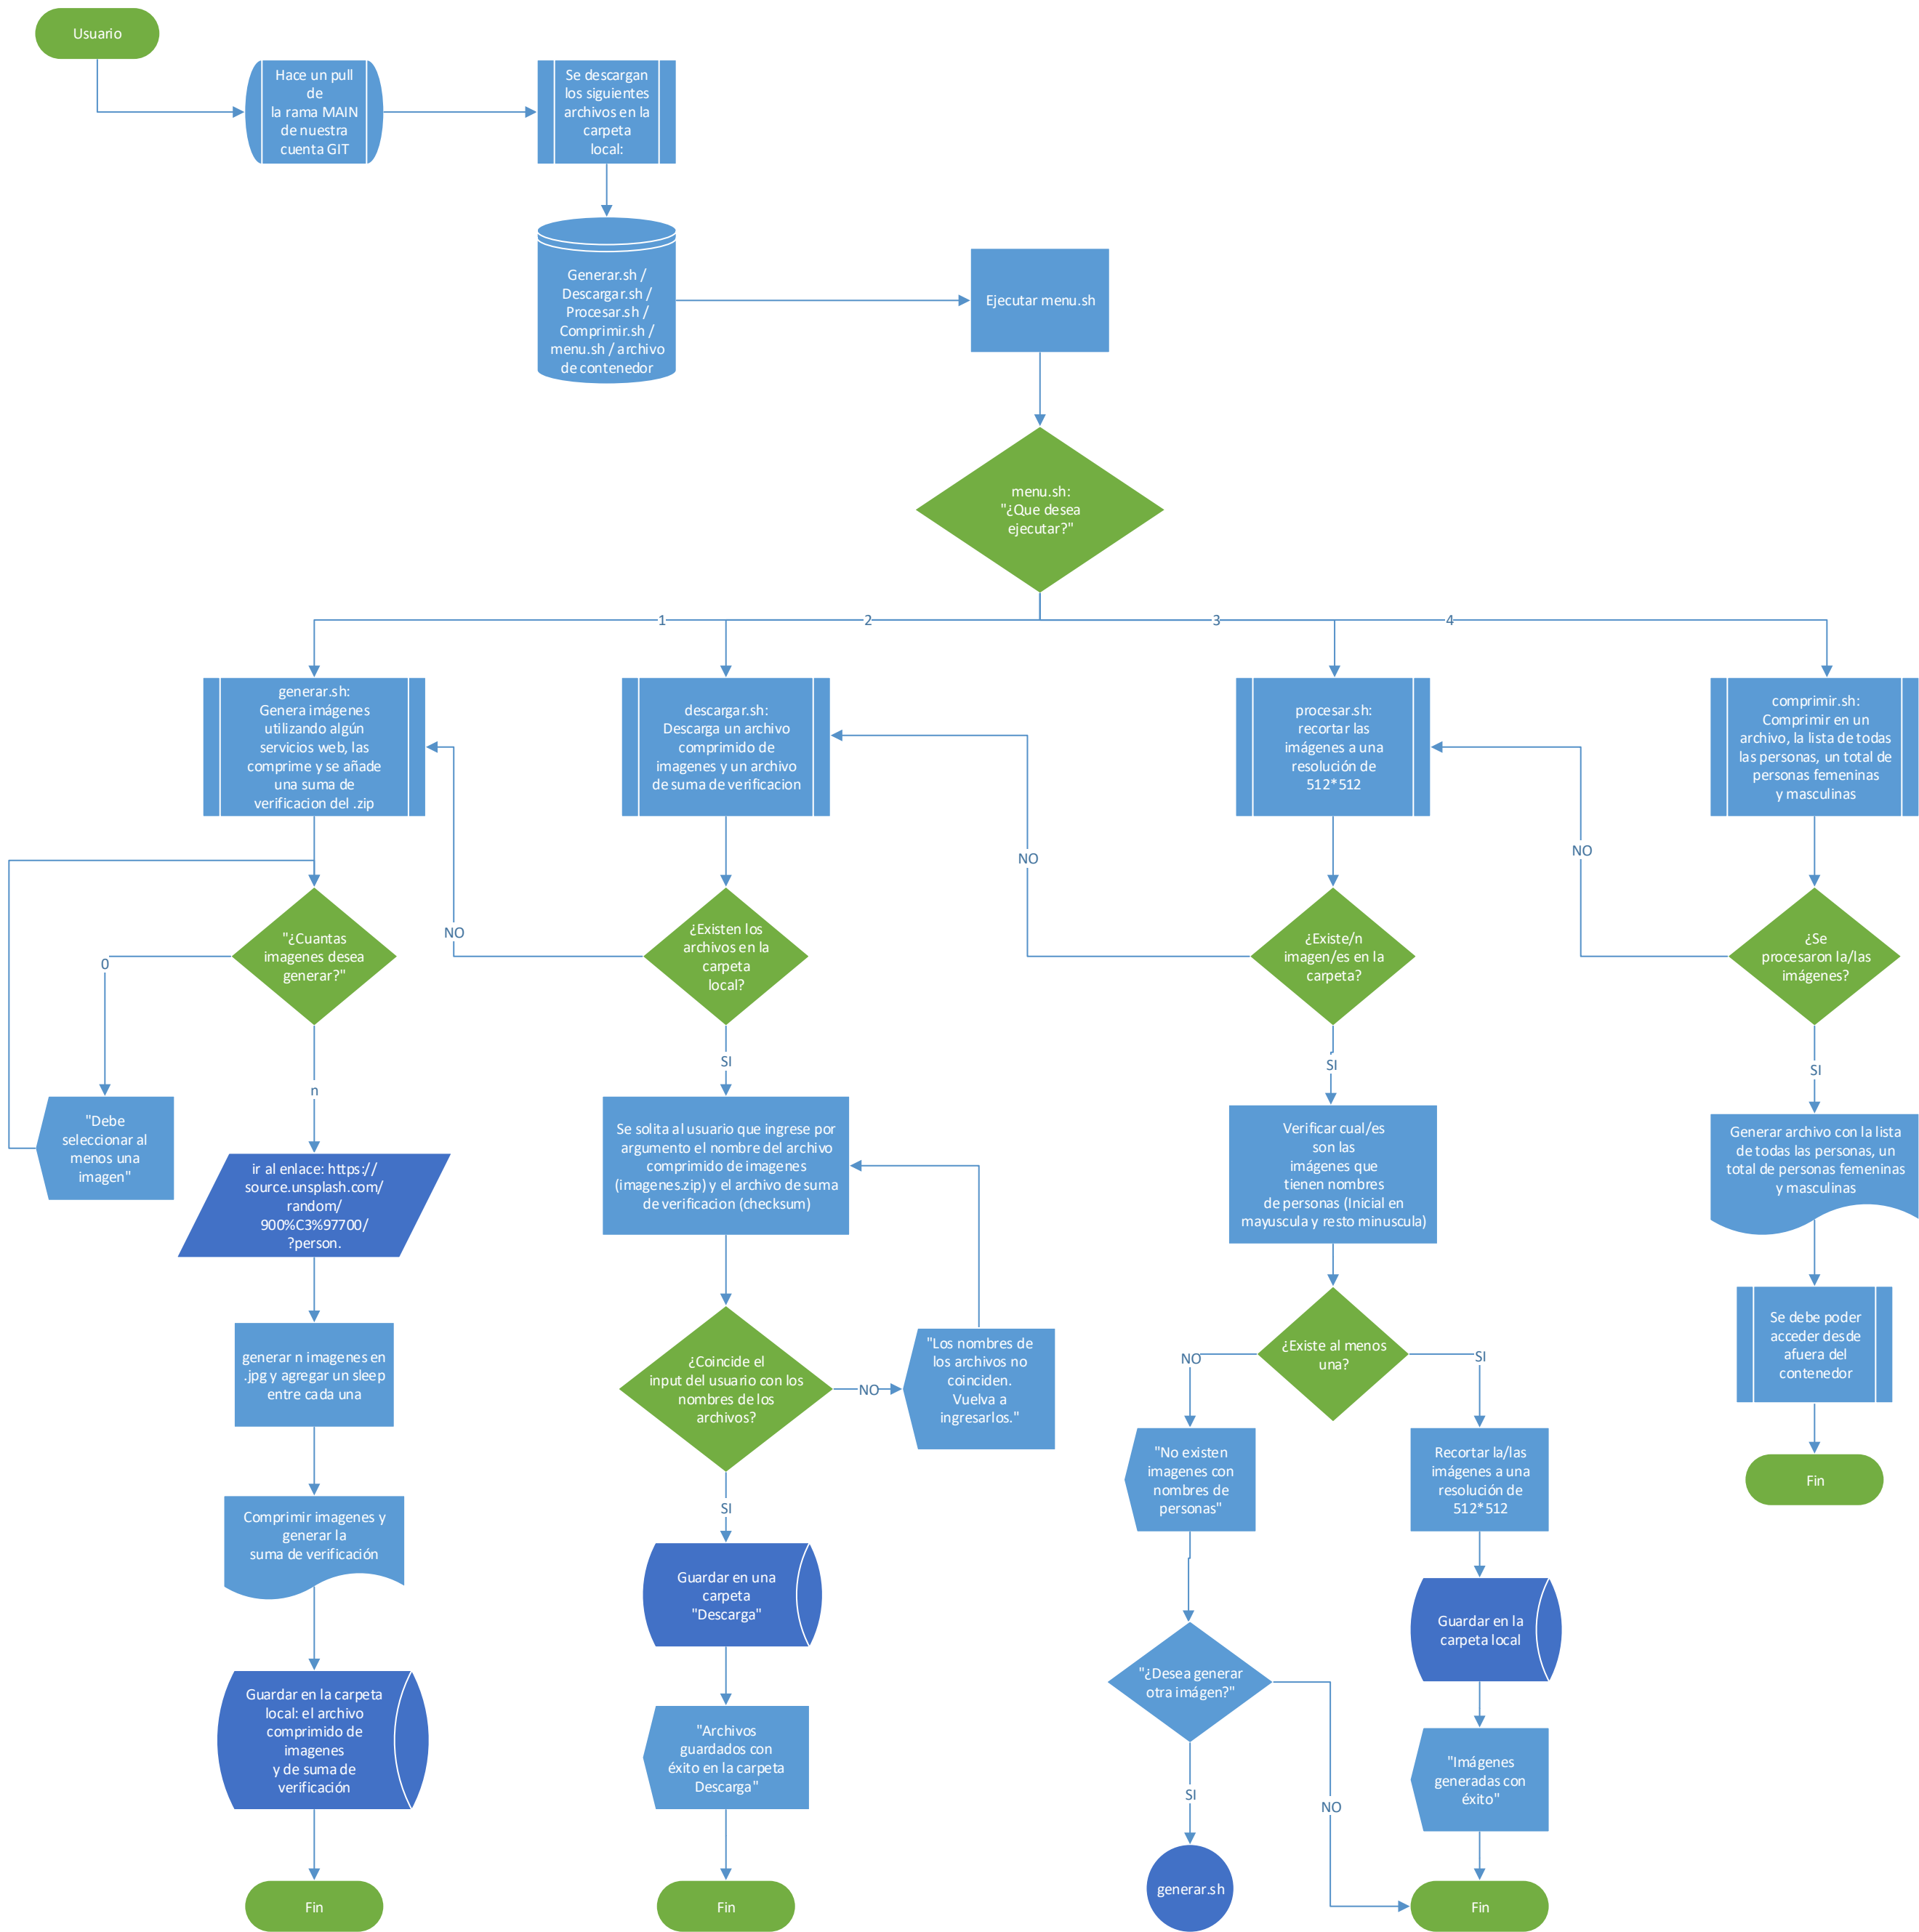 Usuario
Hace un pull
de
la rama MAIN
de nuestra
cuenta GIT
Se descargan
los siguientes
archivos en la
carpeta
local:
Generar.sh /
Descargar.sh /
Procesar.sh /
Comprimir.sh /
menu.sh / archivo
de contenedor
Ejecutar menu.sh
menu.sh:
"¿Que desea
ejecutar?"
1
2
3
4
generar.sh:
Genera imágenes
utilizando algún
servicios web, las
comprime y se añade
una suma de
verificacion del .zip
descargar.sh:
Descarga un archivo
comprimido de
imagenes y un archivo
de suma de verificacion
procesar.sh:
recortar las
imágenes a una
resolución de
512*512
comprimir.sh:
Comprimir en un
archivo, la lista de todas
las personas, un total de
personas femeninas
y masculinas
NO
NO
NO
"¿Cuantas
imagenes desea
generar?"
¿Existen los
archivos en la
carpeta
local?
¿Existe/n
imagen/es en la
carpeta?
¿Se
procesaron la/las
imágenes?
0
n
SI
SI
SI
"Debe
seleccionar al
menos una
imagen"
ir al enlace: https://
source.unsplash.com/
random/
900%C3%97700/
?person.
Se solita al usuario que ingrese por
argumento el nombre del archivo
comprimido de imagenes
(imagenes.zip) y el archivo de suma
de verificacion (checksum)
Verificar cual/es
son las
imágenes que
tienen nombres
de personas (Inicial en
mayuscula y resto minuscula)
Generar archivo con la lista
de todas las personas, un
total de personas femeninas
y masculinas
generar n imagenes en
.jpg y agregar un sleep
entre cada una
¿Coincide el
input del usuario con los
nombres de los
archivos?
NO
"Los nombres de
los archivos no
coinciden.
Vuelva a
ingresarlos."
¿Existe al menos
una?
NO
SI
Se debe poder
acceder desde
afuera del
contenedor
Fin
Comprimir imagenes y
generar la
suma de verificación
SI
"No existen
imagenes con
nombres de
personas"
Recortar la/las
imágenes a una
resolución de
512*512
Guardar en una
carpeta
"Descarga"
Guardar en la
carpeta local
Guardar en la carpeta
local: el archivo
comprimido de
imagenes
y de suma de
verificación
"Archivos
guardados con
éxito en la carpeta
Descarga"
"¿Desea generar
otra imágen?"
SI
NO
"Imágenes
generadas con
éxito"
Fin
Fin
generar.sh
Fin